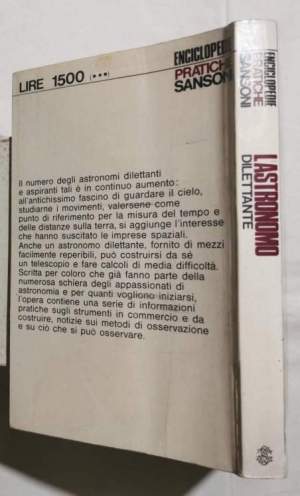 LIRE 1500 (•••)
ENCICLOPEDIE
PRATICHE
SANSONI
Il numero degli astronomi dilettanti
e aspiranti tali è in continuo aumento:
all'antichissimo fascino di guardare il cielo,
studiarne i movimenti, valersene come
punto di riferimento per la misura del tempo e
delle distanze sulla terra, si aggiunge l'interesse
che hanno suscitato le imprese spaziali.
Anche un astronomo dilettante, fornito di mezzi
facilmente reperibili, può costruirsi da sé
un telescopio e fare calcoli di media difficoltà.
Scritta per coloro che già fanno parte della
numerosa schiera degli appassionati di
astronomia e per quanti vogliono iniziarsi,
l'opera contiene una serie di informazioni
pratiche sugli strumenti in commercio e da
costruire, notizie sui metodi di osservazione
e su ciò che si può osservare.
ENCICLOPEDIE
PRATICHE
SANSONI
L'ASTRONOMO
DILETTANTE